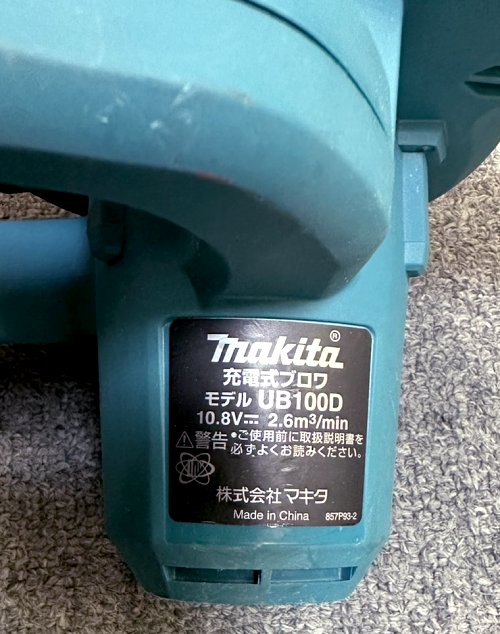 makita®
充電式ブロワ
モデル UB100D
10.8V⎓ 2.6m³/min
⚠警告 •ご使用前に取扱説明書を
必ずよくお読みください。
株式会社マキタ
Made in China 857P93-2